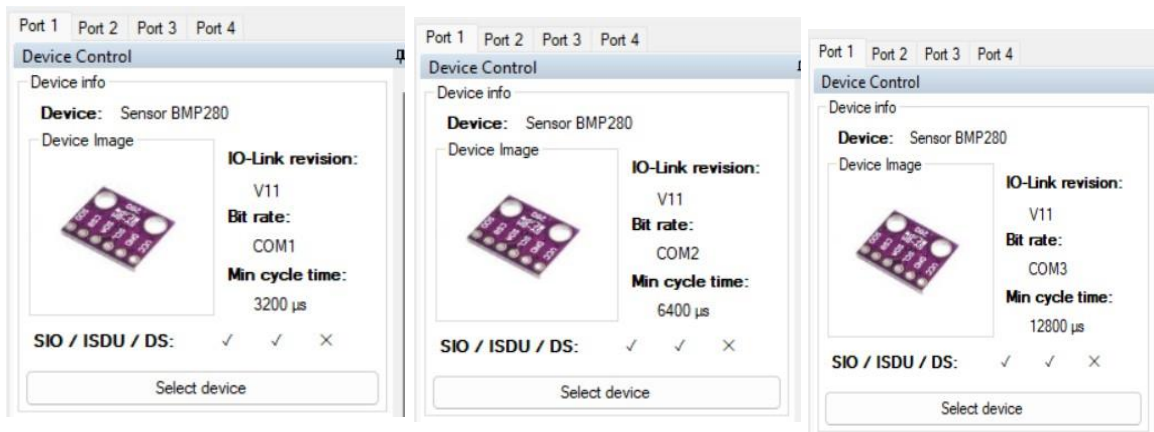 Port 1 Port 2 Port 3 Port 4
Device Control
Device info
Device: Sensor BMP280
Device Image
IO-Link revision:
V11
Bit rate:
COM1
Min cycle time:
3200 µs
SIO / ISDU / DS: ✓ ✓ ✕
Select device
Port 1 Port 2 Port 3 Port 4
Device Control
Device info
Device: Sensor BMP280
Device Image
IO-Link revision:
V11
Bit rate:
COM2
Min cycle time:
6400 µs
SIO / ISDU / DS: ✓ ✓ ✕
Select device
Port 1 Port 2 Port 3 Port 4
Device Control
Device info
Device: Sensor BMP280
Device Image
IO-Link revision:
V11
Bit rate:
COM3
Min cycle time:
12800 µs
SIO / ISDU / DS: ✓ ✓ ✕
Select device